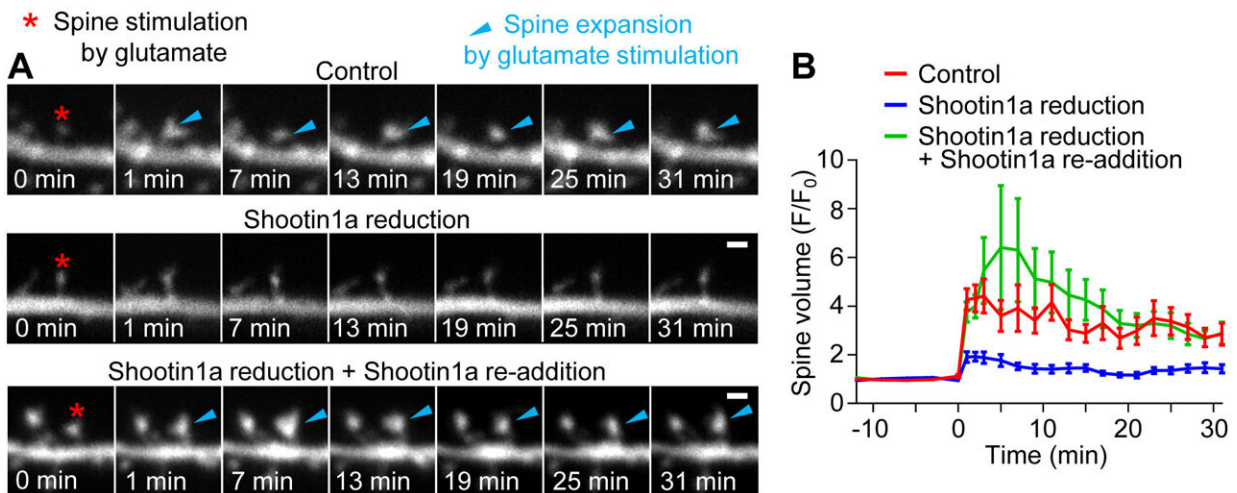 * Spine stimulation
by glutamate
Spine expansion
by glutamate stimulation
A
Control
0 min 1 min 7 min 13 min 19 min 25 min 31 min
Shootin1a reduction
*
0 min 1 min 7 min 13 min 19 min 25 min 31 min
Shootin1a reduction + Shootin1a re-addition
*
0 min 1 min 7 min 13 min 19 min 25 min 31 min
B
Control
Shootin1a reduction
Shootin1a reduction
+ Shootin1a re-addition
Spine volume (F/F₀)
10
8
6
4
2
0
-10 0 10 20 30
Time (min)